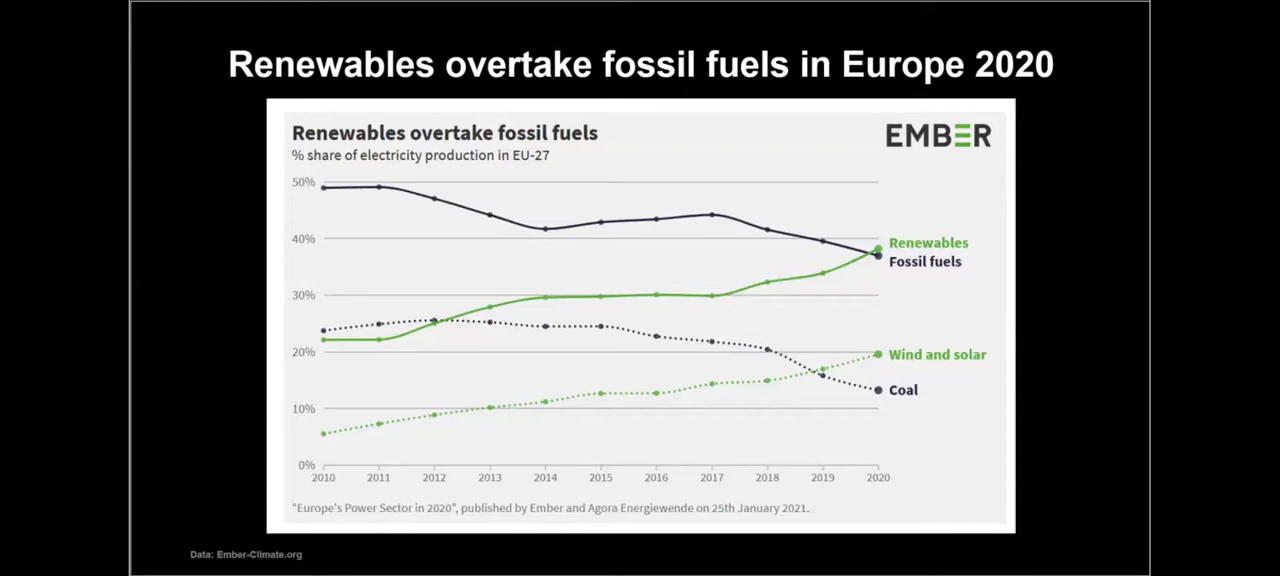 Renewables overtake fossil fuels in Europe 2020
Renewables overtake fossil fuels
EMBER
% share of electricity production in EU-27
50%
40%
30%
20%
10%
0%
Renewables
Fossil fuels
Wind and solar
Coal
2010 2011 2012 2013 2014 2015 2016 2017 2018 2019 2020
"Europe's Power Sector in 2020", published by Ember and Agora Energiewende on 25th January 2021.
Data: Ember-Climate.org